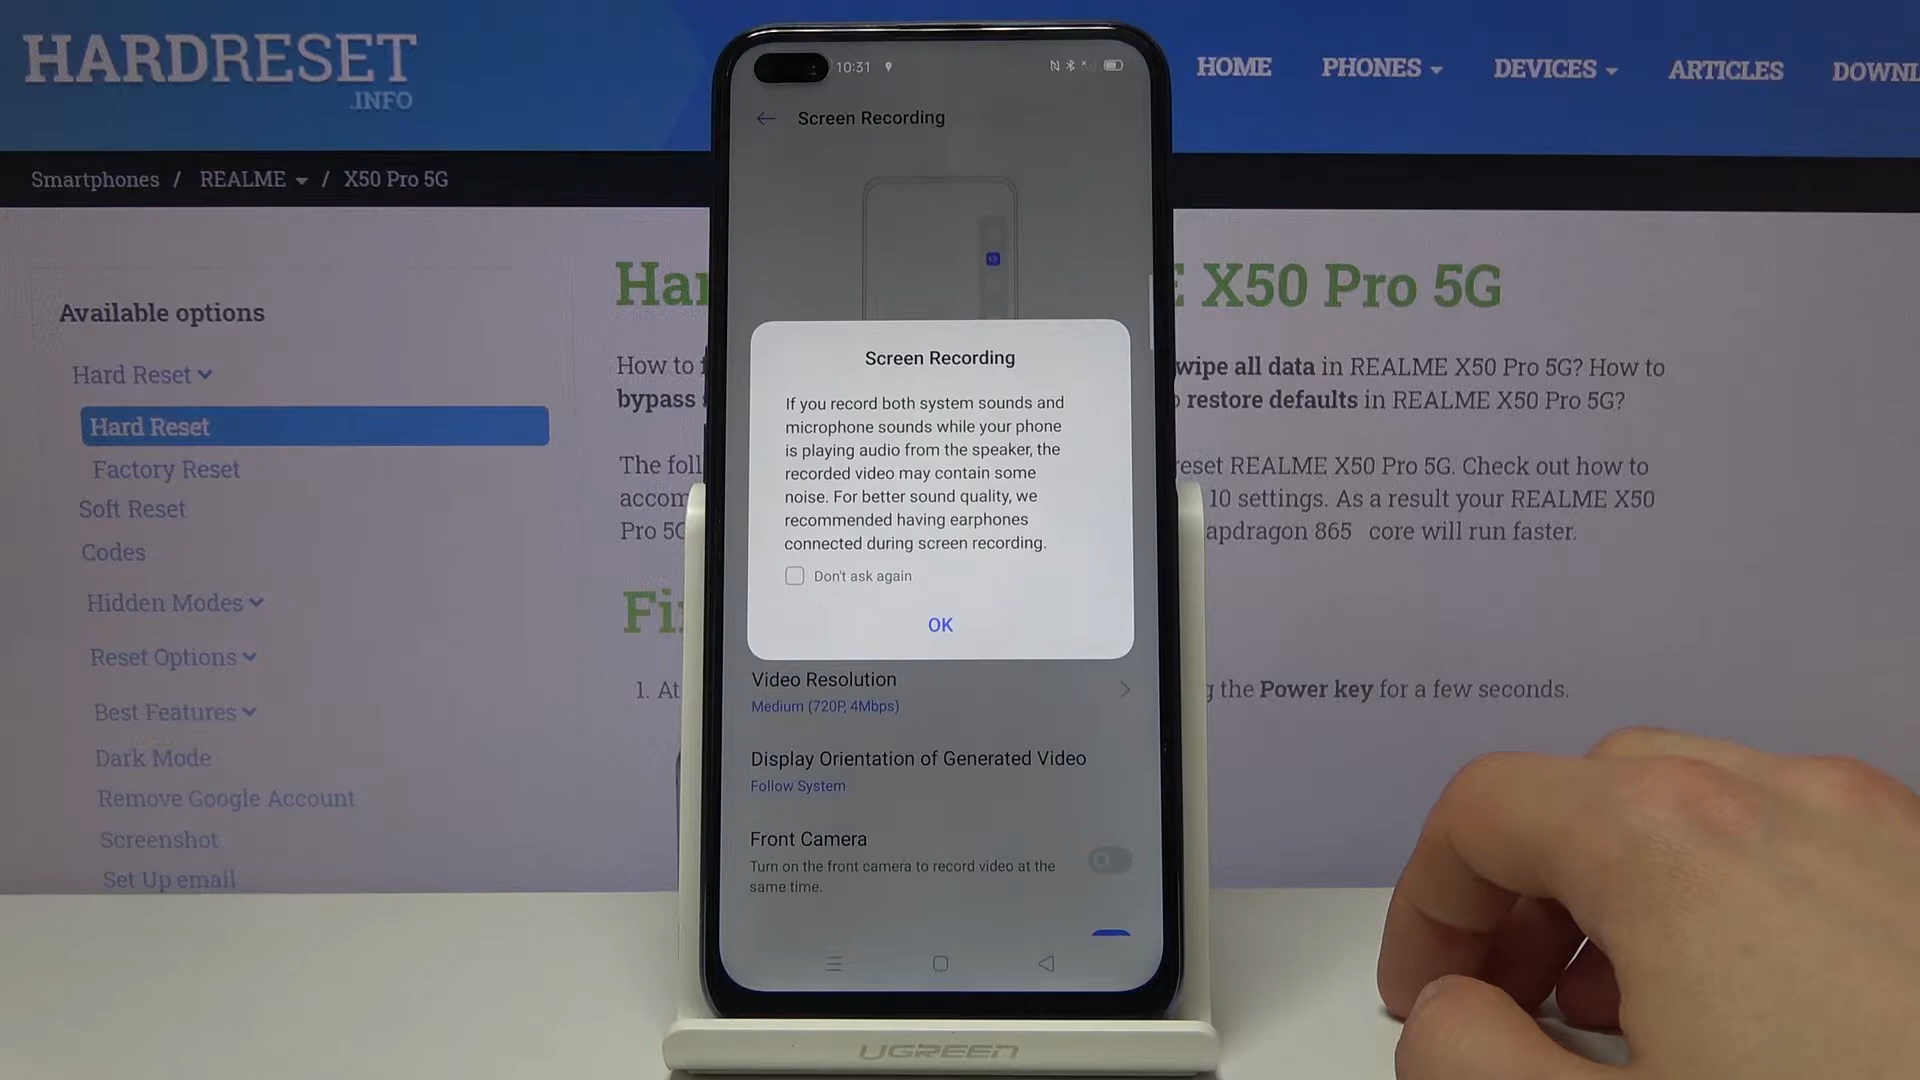 HARDRESET
.INFO
HOME PHONES DEVICES ARTICLES
Smartphones / REALME / X50 Pro 5G
Available options
Hard Reset
Hard Reset
Factory Reset
Soft Reset
Codes
Hidden Modes
Reset Options
Best Features
Dark Mode
Remove Google Account
Screenshot
Set Up email
X50 Pro 5G
How to
wipe all data in REALME X50 Pro 5G? How to
bypass
restore defaults in REALME X50 Pro 5G?
The
reset REALME X50 Pro 5G. Check out how to
10 settings. As a result your REALME X50
Pro
865 core will run faster.
1. At
the Power key for a few seconds.
10:31
Screen Recording
Screen Recording
If you record both system sounds and
microphone sounds while your phone
is playing audio from the speaker, the
recorded video may contain some
noise. For better sound quality, we
recommended having earphones
connected during screen recording.
Don't ask again
OK
Video Resolution
Medium (720P, 4Mbps)
Display Orientation of Generated Video
Follow System
Front Camera
Turn on the front camera to record video at the
same time.
UGREEN